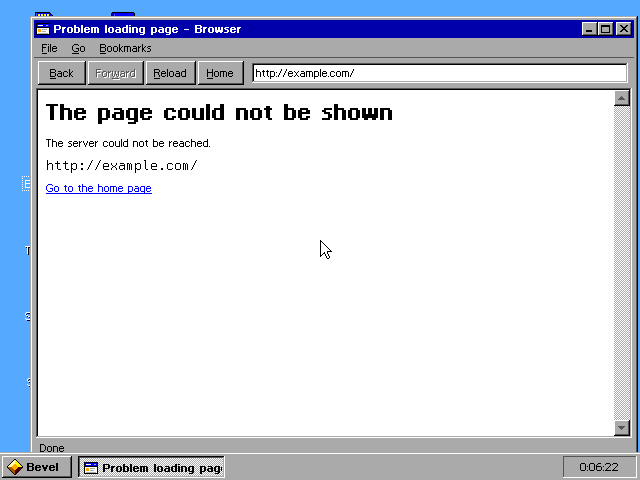 Problem loading page - Browser
File Go Bookmarks
Back Forward Reload Home http://example.com/
The page could not be shown
The server could not be reached.
http://example.com/
Go to the home page
Done
Bevel Problem loading 0:06:22